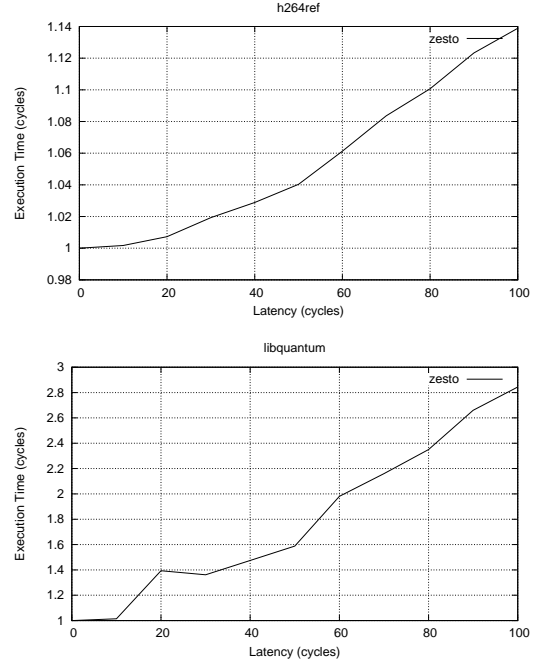 h264ref
1.14
zesto
1.12
1.1
1.08
1.06
1.04
1.02
1
0.98
0 20 40 60 80 100
Execution Time (cycles)
Latency (cycles)
libquantum
3
zesto
2.8
2.6
2.4
2.2
2
1.8
1.6
1.4
1.2
1
0 20 40 60 80 100
Execution Time (cycles)
Latency (cycles)